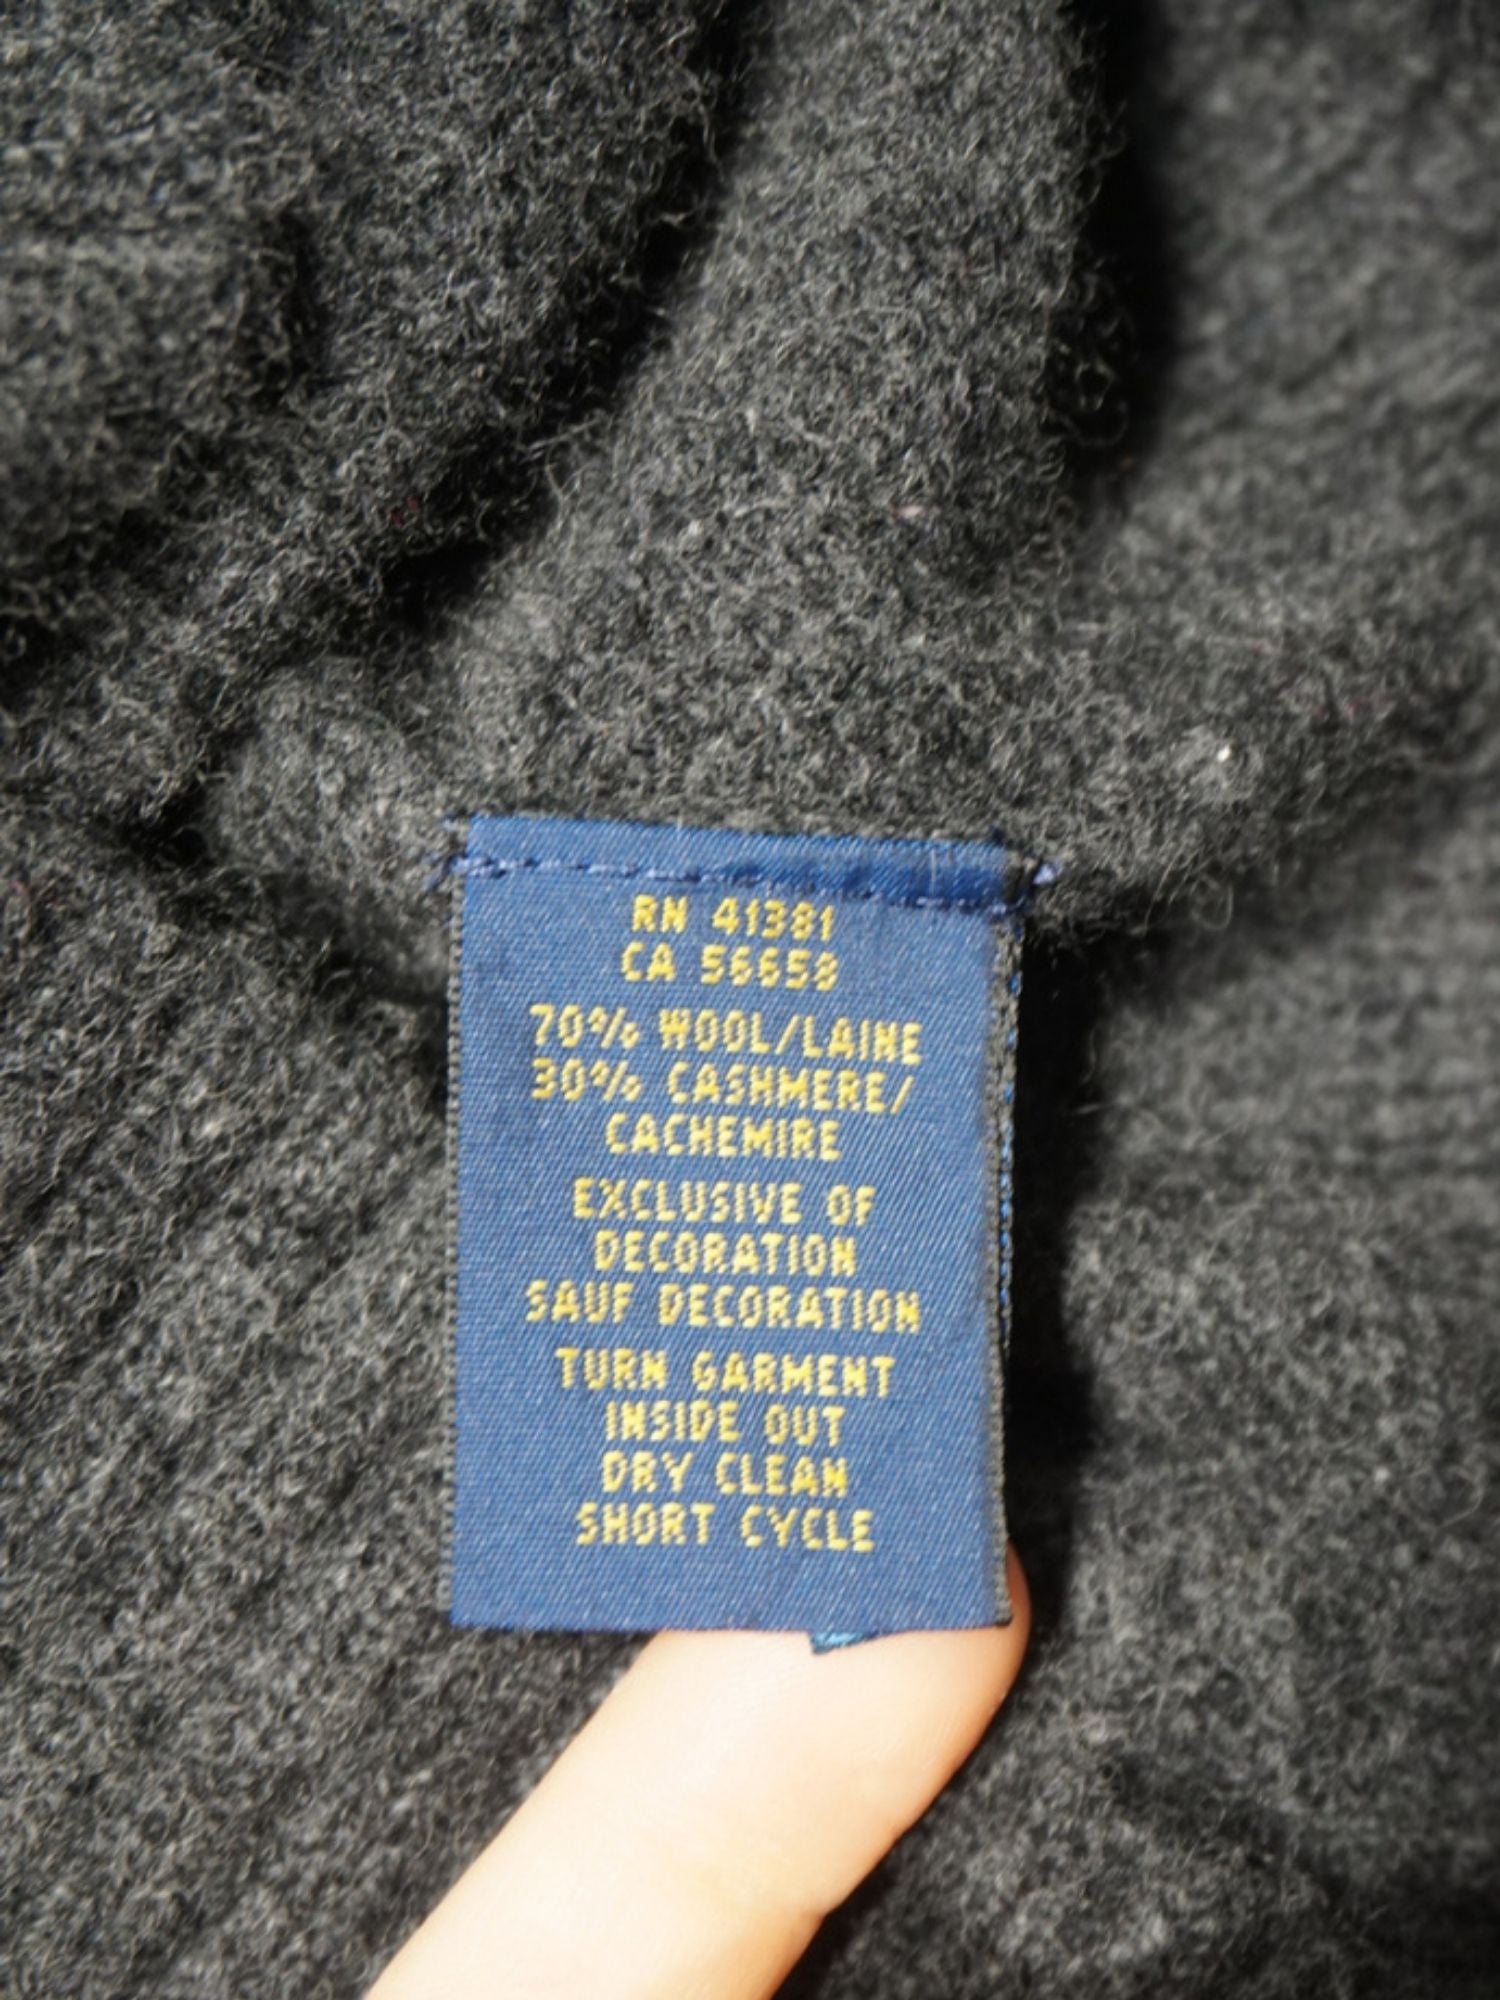 RN 41381
CA 56658
70% WOOL/LAINE
30% CASHMERE/
CACHEMIRE
EXCLUSIVE OF
DECORATION
SAUF DECORATION
TURN GARMENT
INSIDE OUT
DRY CLEAN
SHORT CYCLE